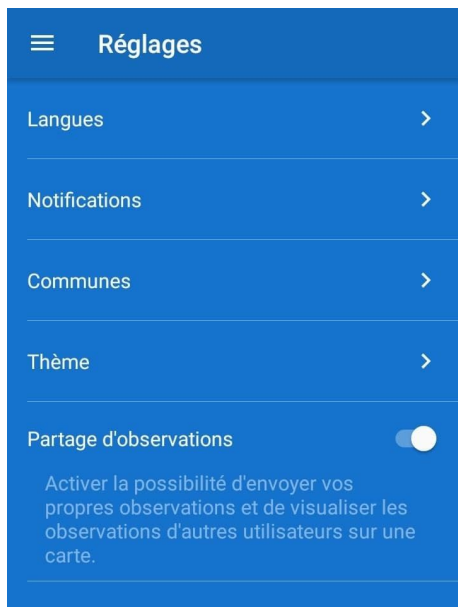 Réglages
Langues
Notifications
Communes
Thème
Partage d'observations
Activer la possibilité d'envoyer vos
propres observations et de visualiser les
observations d'autres utilisateurs sur une
carte.